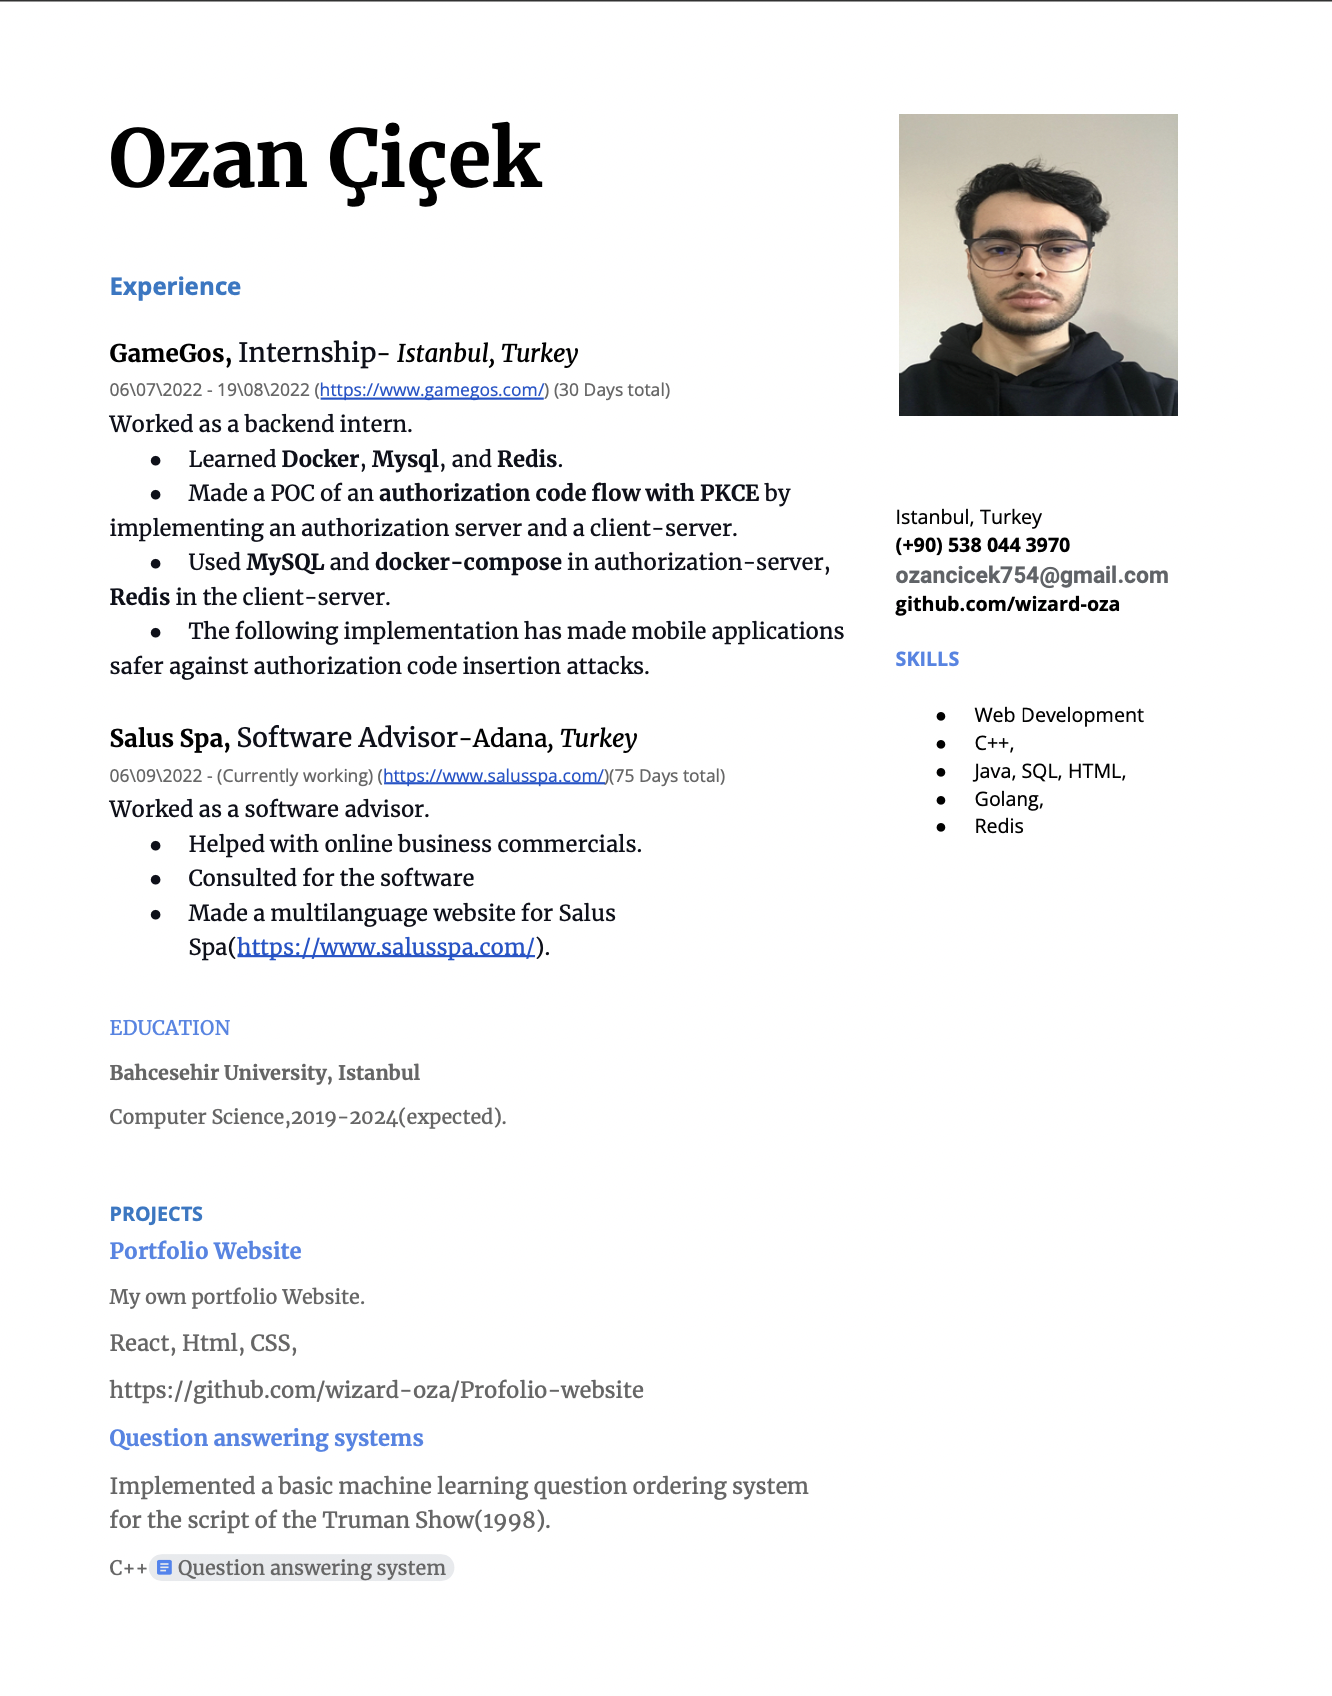 Ozan Çiçek
Experience
GameGos, Internship- Istanbul, Turkey
06\07\2022 - 19\08\2022 (https://www.gamegos.com/) (30 Days total)
Worked as a backend intern.
● Learned Docker, Mysql, and Redis.
● Made a POC of an authorization code flow with PKCE by
implementing an authorization server and a client-server.
● Used MySQL and docker-compose in authorization-server,
Redis in the client-server.
● The following implementation has made mobile applications
safer against authorization code insertion attacks.
Salus Spa, Software Advisor-Adana, Turkey
06\09\2022 - (Currently working) (https://www.salusspa.com/)(75 Days total)
Worked as a software advisor.
● Helped with online business commercials.
● Consulted for the software
● Made a multilanguage website for Salus
Spa(https://www.salusspa.com/).
EDUCATION
Bahcesehir University, Istanbul
Computer Science,2019-2024(expected).
PROJECTS
Portfolio Website
My own portfolio Website.
React, Html, CSS,
https://github.com/wizard-oza/Profolio-website
Question answering systems
Implemented a basic machine learning question ordering system
for the script of the Truman Show(1998).
C++ Question answering system
Istanbul, Turkey
(+90) 538 044 3970
ozancicek754@gmail.com
github.com/wizard-oza
SKILLS
● Web Development
● C++,
● Java, SQL, HTML,
● Golang,
● Redis